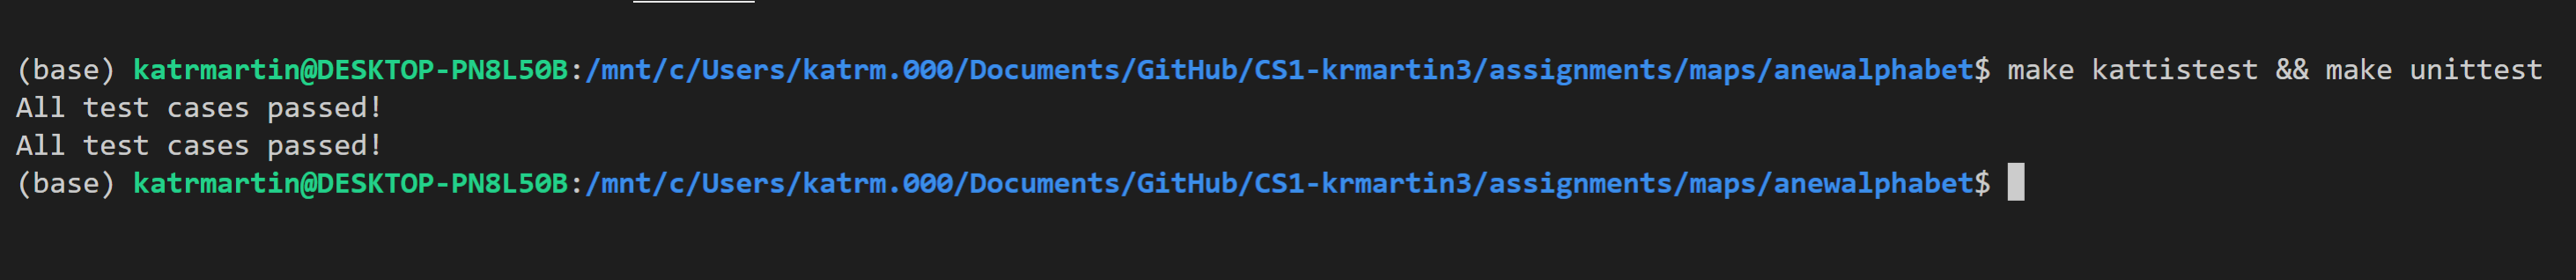 (base) katrmartin@DESKTOP-PN8L50B:/mnt/c/Users/katrm.000/Documents/GitHub/CS1-krmartin3/assignments/maps/anewalphabet$ make kattistest && make unittest
All test cases passed!
All test cases passed!
(base) katrmartin@DESKTOP-PN8L50B:/mnt/c/Users/katrm.000/Documents/GitHub/CS1-krmartin3/assignments/maps/anewalphabet$